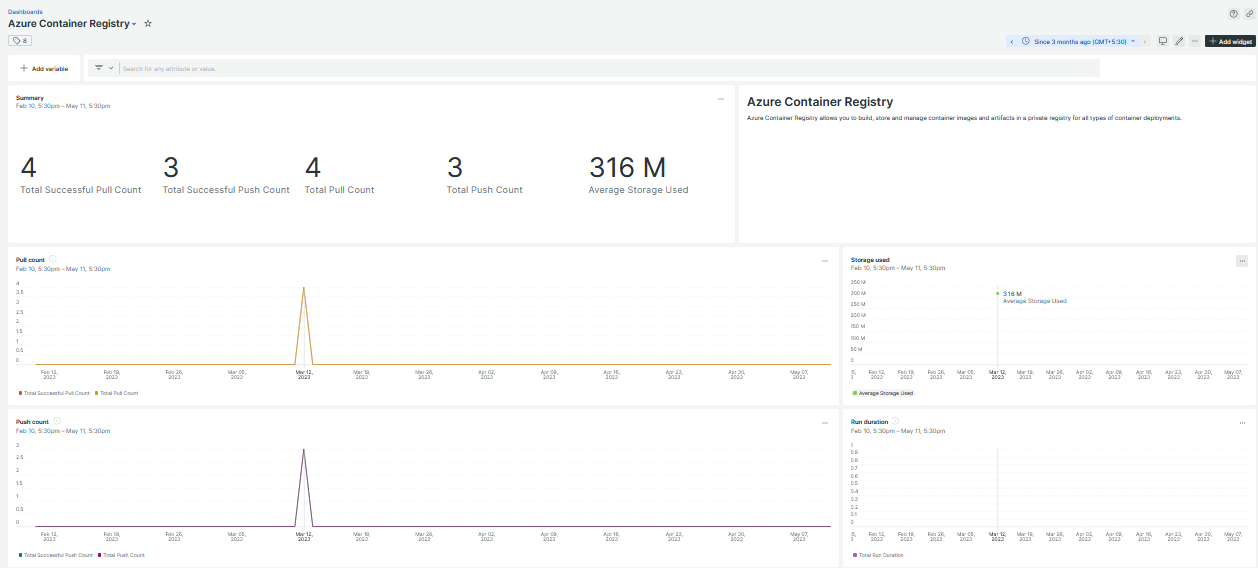 Dashboards
Azure Container Registry
8
Since 3 months ago (GMT+5:30)
Add widget
Add variable
Search for any attribute or value.
Summary
Feb 10, 5:30pm – May 11, 5:30pm
4
Total Successful Pull Count
3
Total Successful Push Count
4
Total Pull Count
3
Total Push Count
316 M
Average Storage Used
Azure Container Registry
Azure Container Registry allows you to build, store and manage container images and artifacts in a private registry for all types of container deployments.
Pull count
Feb 10, 5:30pm – May 11, 5:30pm
4
3.5
3
2.5
2
1.5
1
0.5
0
Feb 12, 2023
Feb 19, 2023
Feb 26, 2023
Mar 05, 2023
Mar 12, 2023
Mar 19, 2023
Mar 26, 2023
Apr 02, 2023
Apr 09, 2023
Apr 16, 2023
Apr 23, 2023
Apr 30, 2023
May 07, 2023
Total Successful Pull Count
Total Pull Count
Storage used
Feb 10, 5:30pm – May 11, 5:30pm
350 M
300 M
250 M
200 M
150 M
100 M
50 M
0
316 M
Average Storage Used
5, 3
Feb 12, 2023
Feb 19, 2023
Feb 26, 2023
Mar 05, 2023
Mar 12, 2023
Mar 19, 2023
Mar 26, 2023
Apr 02, 2023
Apr 09, 2023
Apr 16, 2023
Apr 23, 2023
Apr 30, 2023
May 07, 2023
Average Storage Used
Push count
Feb 10, 5:30pm – May 11, 5:30pm
3
2.5
2
1.5
1
0.5
0
Feb 12, 2023
Feb 19, 2023
Feb 26, 2023
Mar 05, 2023
Mar 12, 2023
Mar 19, 2023
Mar 26, 2023
Apr 02, 2023
Apr 09, 2023
Apr 16, 2023
Apr 23, 2023
Apr 30, 2023
May 07, 2023
Total Successful Push Count
Total Push Count
Run duration
Feb 10, 5:30pm – May 11, 5:30pm
1
0.9
0.8
0.7
0.6
0.5
0.4
0.3
0.2
0.1
0
5, 3
Feb 12, 2023
Feb 19, 2023
Feb 26, 2023
Mar 05, 2023
Mar 12, 2023
Mar 19, 2023
Mar 26, 2023
Apr 02, 2023
Apr 09, 2023
Apr 16, 2023
Apr 23, 2023
Apr 30, 2023
May 07, 2023
Total Run Duration